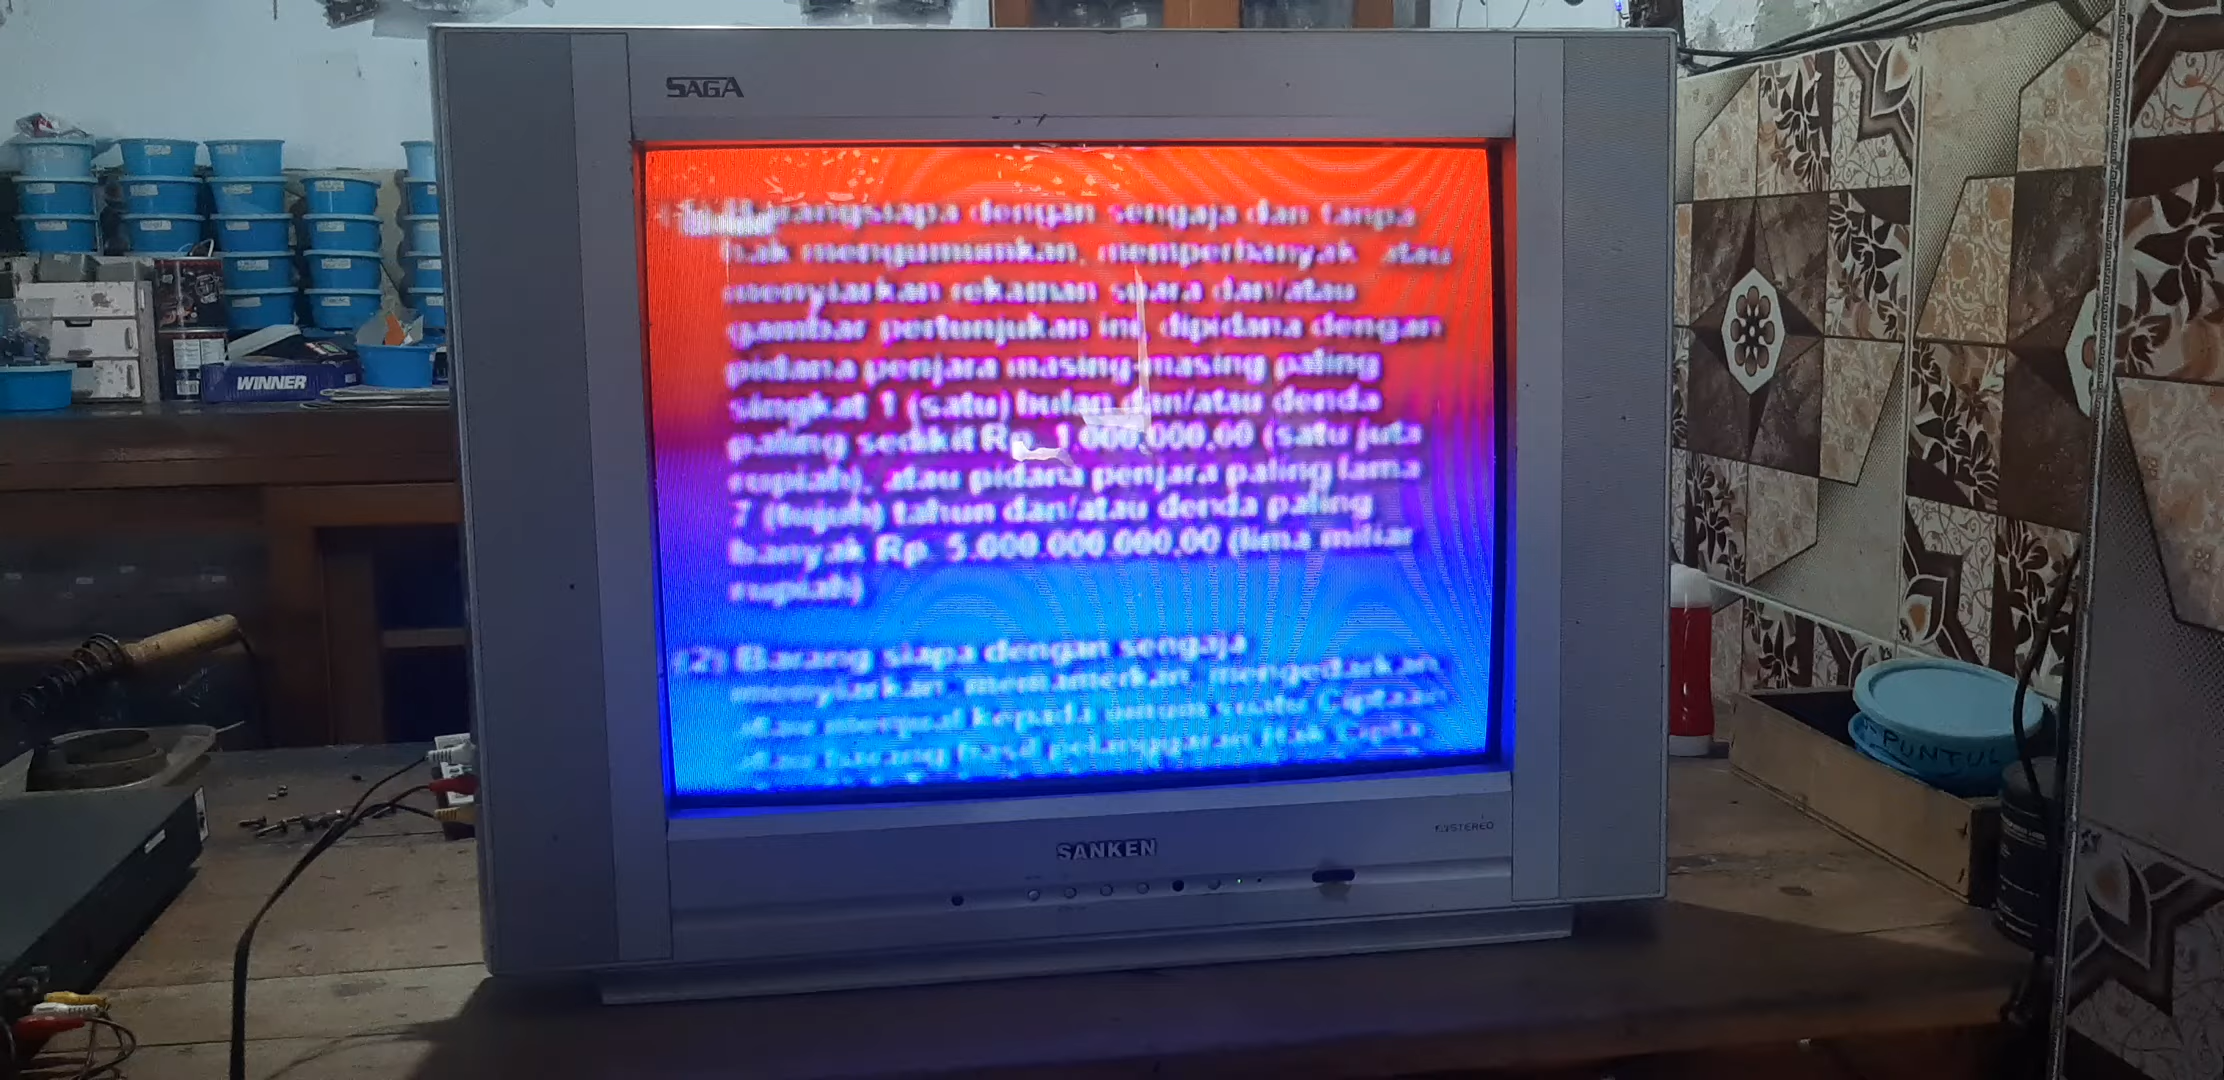 SAGA
(1) Barangsiapa dengan sengaja dan tanpa
hak mengumumkan, memperbanyak atau
menyiarkan rekaman suara dan/atau
gambar pertunjukan ini, dipidana dengan
pidana penjara masing-masing paling
singkat 1 (satu) bulan dan/atau denda
paling sedikit Rp. 1.000.000,00 (satu juta
rupiah), atau pidana penjara paling lama
7 (tujuh) tahun dan/atau denda paling
banyak Rp. 5.000.000.000,00 (lima miliar
rupiah)
(2) Barang siapa dengan sengaja
menyiarkan, memamerkan, mengedarkan,
atau menjual kepada umum suatu Ciptaan
atau barang hasil pelanggaran Hak Cipta
STEREO
SANKEN
WINNER
PUNTUL